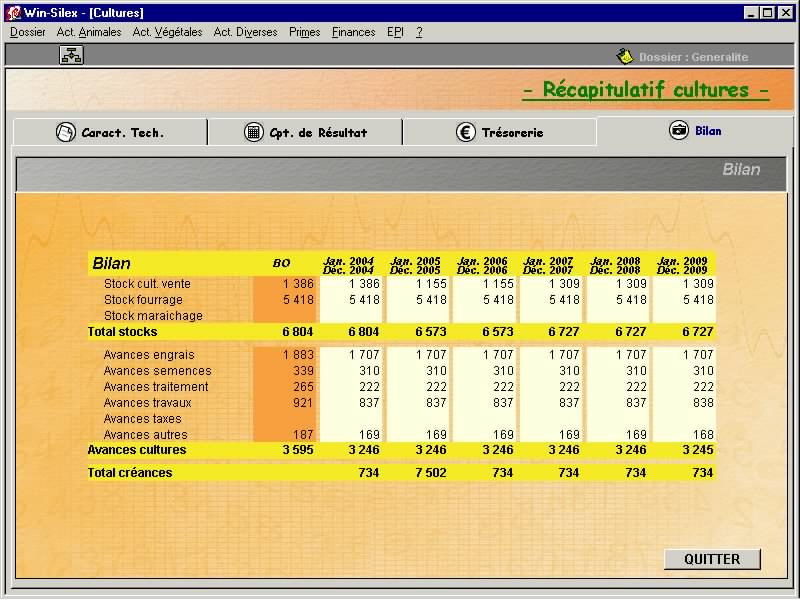 Win-Silex - [Cultures]
Dossier Act. Animales Act. Végétales Act. Diverses Primes Finances EPI ?
Dossier : Generalite
- Récapitulatif cultures -
Caract. Tech. Cpt. de Résultat Trésorerie Bilan
Bilan
Bilan BO Jan. 2004 Jan. 2005 Jan. 2006 Jan. 2007 Jan. 2008 Jan. 2009
Déc. 2004 Déc. 2005 Déc. 2006 Déc. 2007 Déc. 2008 Déc. 2009
Stock cult. vente 1 386 1 386 1 155 1 155 1 309 1 309 1 309
Stock fourrage 5 418 5 418 5 418 5 418 5 418 5 418 5 418
Stock maraichage
Total stocks 6 804 6 804 6 573 6 573 6 727 6 727 6 727
Avances engrais 1 883 1 707 1 707 1 707 1 707 1 707 1 707
Avances semences 339 310 310 310 310 310 310
Avances traitement 265 222 222 222 222 222 222
Avances travaux 921 837 837 837 837 837 838
Avances taxes
Avances autres 187 169 169 169 169 169 168
Avances cultures 3 595 3 246 3 246 3 246 3 246 3 246 3 245
Total créances 734 7 502 734 734 734 734
QUITTER